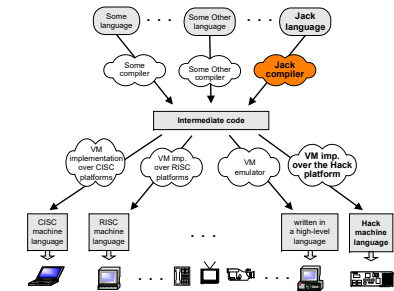 Some
language
. . .
Some Other
language
. . .
Jack
language
Some
compiler
Some Other
compiler
Jack
compiler
Intermediate code
VM
implementation
over CISC
platforms
VM imp.
over RISC
platforms
VM
emulator
VM imp.
over the Hack
platform
CISC
machine
language
RISC
machine
language
. . .
written in
a high-level
language
Hack
machine
language
. . .
. . .